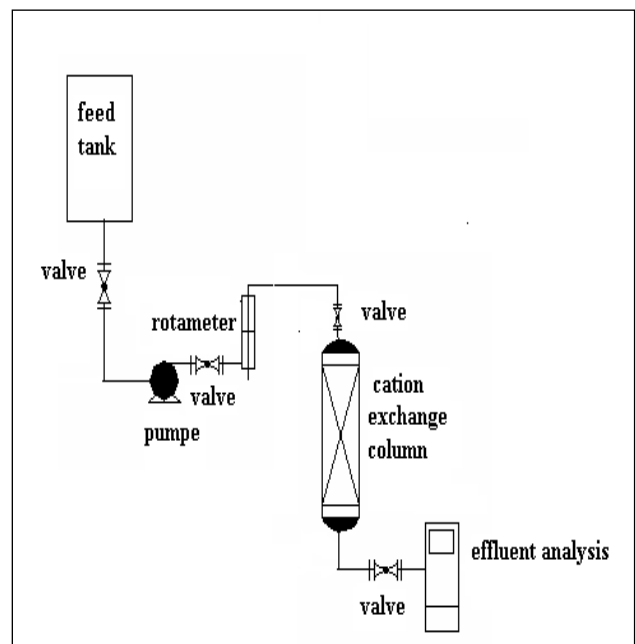 feed
tank
valve
rotameter
valve
valve
pumpe
cation
exchange
column
effluent analysis
valve